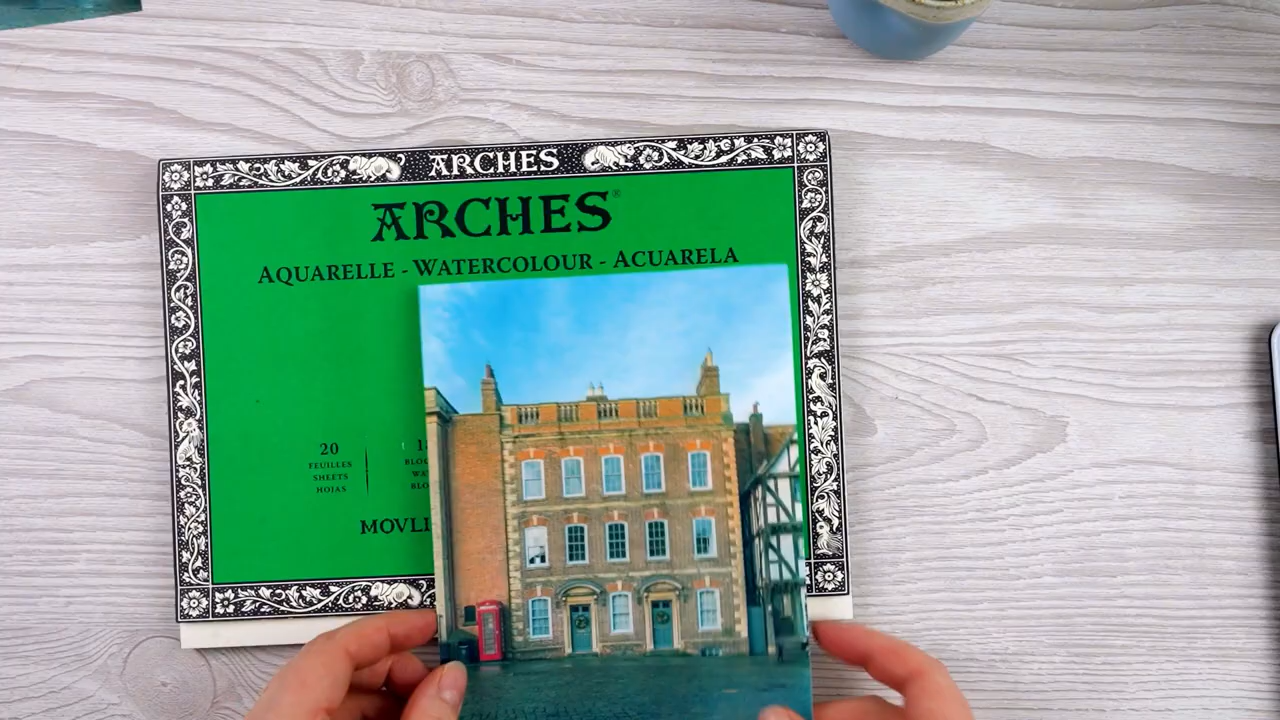 ARCHES
ARCHES®
AQUARELLE - WATERCOLOUR - ACUARELA
20
FEUILLES
SHEETS
HOJAS